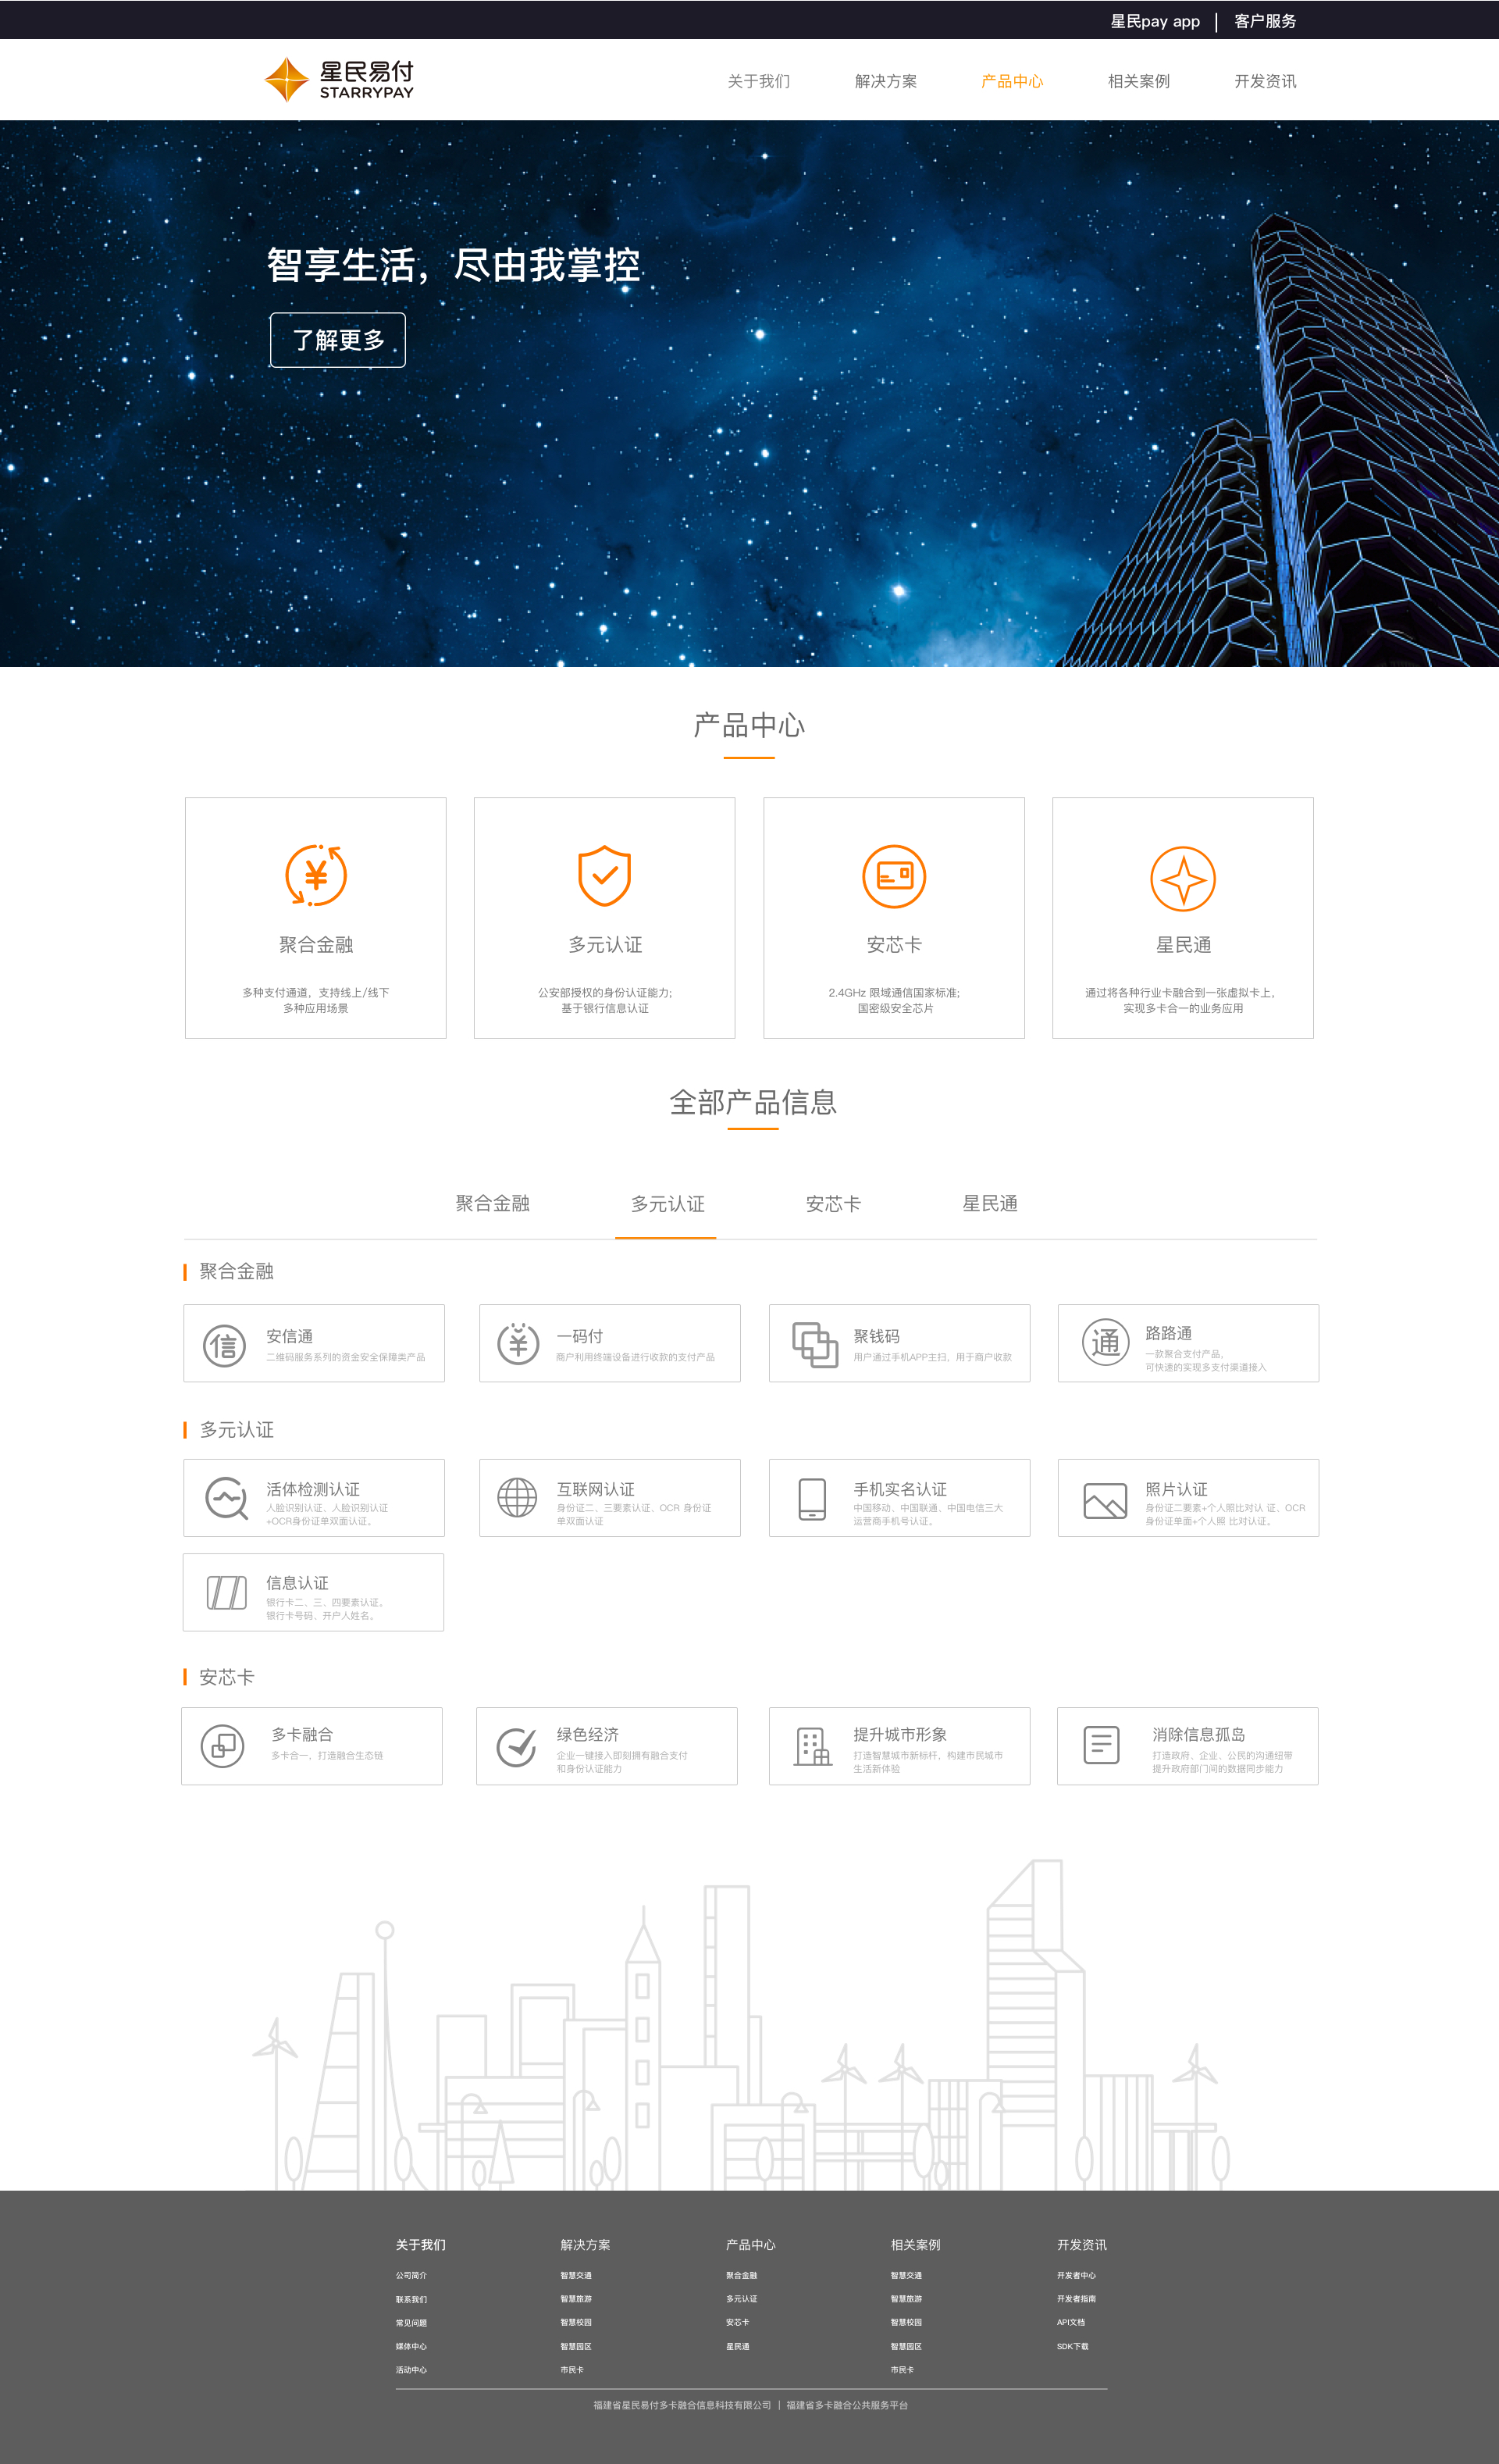 星民pay app | 客户服务
星民易付
STARRYPAY
关于我们 解决方案 产品中心 相关案例 开发资讯
智享生活，尽由我掌控
了解更多
产品中心
聚合金融
多种支付通道，支持线上/线下
多种应用场景
多元认证
公安部授权的身份认证能力;
基于银行信息认证
安芯卡
2.4GHz 限域通信国家标准;
国密级安全芯片
星民通
通过将各种行业卡融合到一张虚拟卡上，
实现多卡合一的业务应用
全部产品信息
聚合金融 多元认证 安芯卡 星民通
聚合金融
信
安信通
二维码服务系列的资金安全保障类产品
一码付
商户利用终端设备进行收款的支付产品
聚钱码
用户通过手机APP主扫，用于商户收款
通
路路通
一款聚合支付产品，
可快速的实现多支付渠道接入
多元认证
活体检测认证
人脸识别认证、人脸识别认证
+OCR身份证单双面认证。
互联网认证
身份证二、三要素认证、OCR 身份证
单双面认证
手机实名认证
中国移动、中国联通、中国电信三大
运营商手机号认证。
照片认证
身份证二要素+个人照比对认 证、OCR
身份证单面+个人照 比对认证。
信息认证
银行卡二、三、四要素认证。
银行卡号码、开户人姓名。
安芯卡
多卡融合
多卡合一，打造融合生态链
绿色经济
企业一键接入即刻拥有融合支付
和身份认证能力
提升城市形象
打造智慧城市新标杆，构建市民城市
生活新体验
消除信息孤岛
打造政府、企业、公民的沟通纽带
提升政府部门间的数据同步能力
关于我们
公司简介
联系我们
常见问题
媒体中心
活动中心
解决方案
智慧交通
智慧旅游
智慧校园
智慧园区
市民卡
产品中心
聚合金融
多元认证
安芯卡
星民通
相关案例
智慧交通
智慧旅游
智慧校园
智慧园区
市民卡
开发资讯
开发者中心
开发者指南
API文档
SDK下载
福建省星民易付多卡融合信息科技有限公司 | 福建省多卡融合公共服务平台